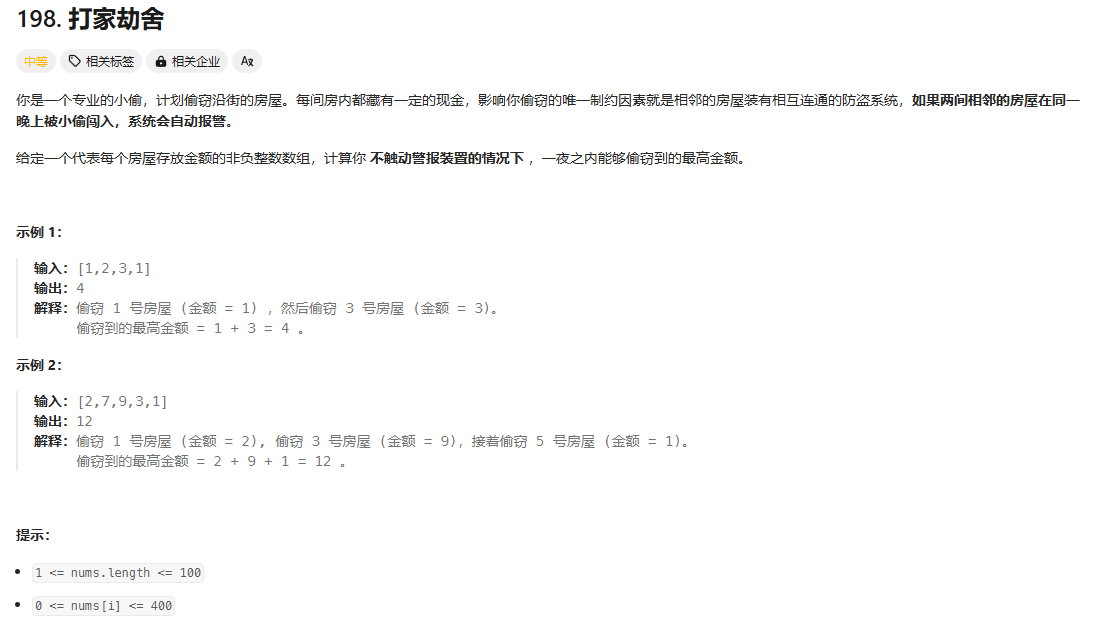 198. 打家劫舍
中等 相关标签 相关企业 Aあ
你是一个专业的小偷，计划偷窃沿街的房屋。每间房内都藏有一定的现金，影响你偷窃的唯一制约因素就是相邻的房屋装有相互连通的防盗系统，如果两间相邻的房屋在同一
晚上被小偷闯入，系统会自动报警。
给定一个代表每个房屋存放金额的非负整数数组，计算你 不触动警报装置的情况下 ，一夜之内能够偷窃到的最高金额。
示例 1：
输入：[1,2,3,1]
输出：4
解释：偷窃 1 号房屋 (金额 = 1) ，然后偷窃 3 号房屋 (金额 = 3)。
偷窃到的最高金额 = 1 + 3 = 4 。
示例 2：
输入：[2,7,9,3,1]
输出：12
解释：偷窃 1 号房屋 (金额 = 2), 偷窃 3 号房屋 (金额 = 9)，接着偷窃 5 号房屋 (金额 = 1)。
偷窃到的最高金额 = 2 + 9 + 1 = 12 。
提示：
1 <= nums.length <= 100
0 <= nums[i] <= 400